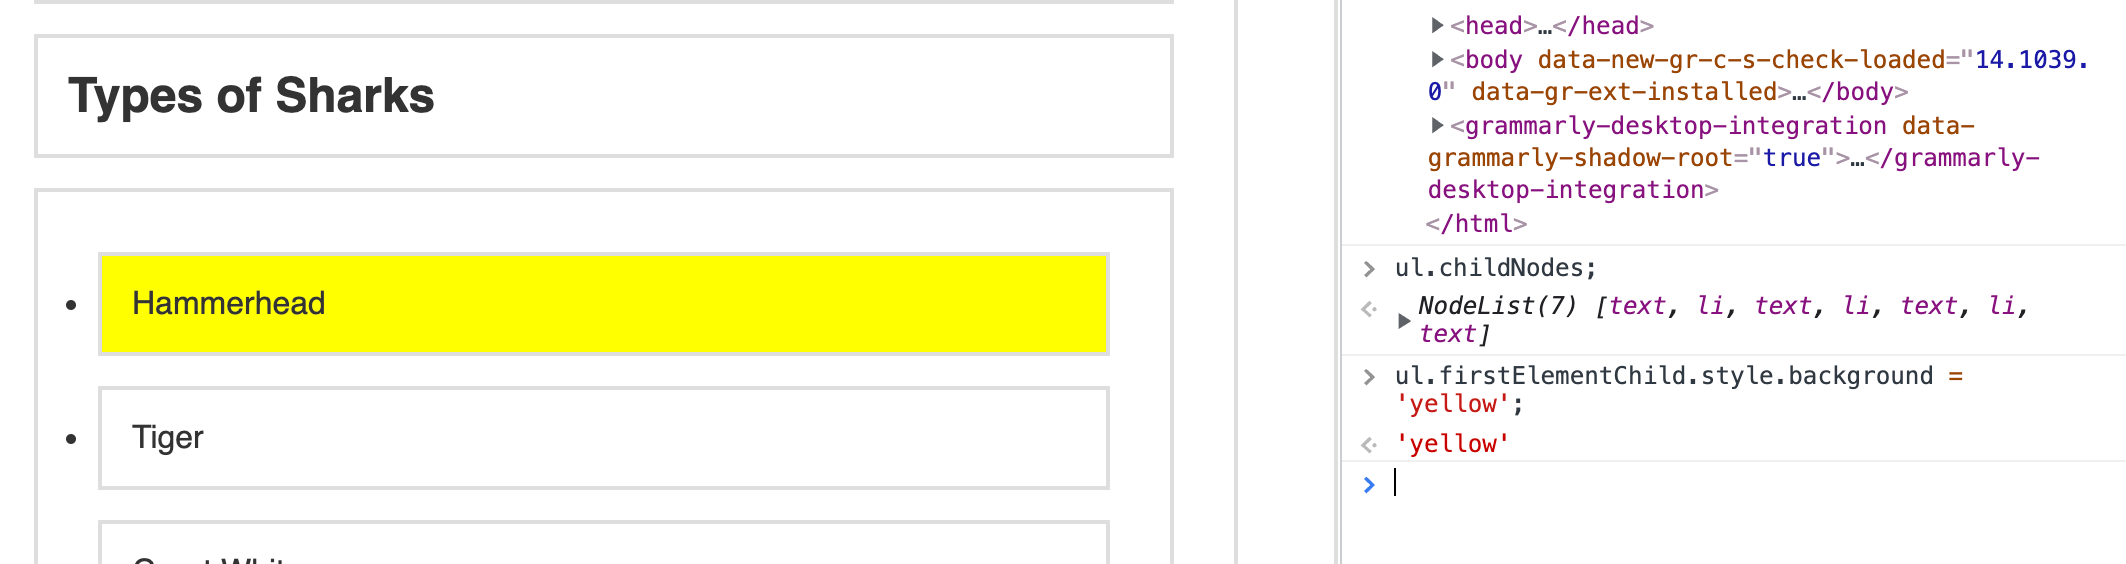 Types of Sharks
• Hammerhead
• Tiger
▶<head>…</head>
▶<body data-new-gr-c-s-check-loaded="14.1039.
0" data-gr-ext-installed>…</body>
▶<grammarly-desktop-integration data-
grammarly-shadow-root="true">…</grammarly-
desktop-integration>
</html>
> ul.childNodes;
<· ▶NodeList(7) [text, li, text, li, text, li,
text]
> ul.firstElementChild.style.background =
'yellow';
<· 'yellow'
>